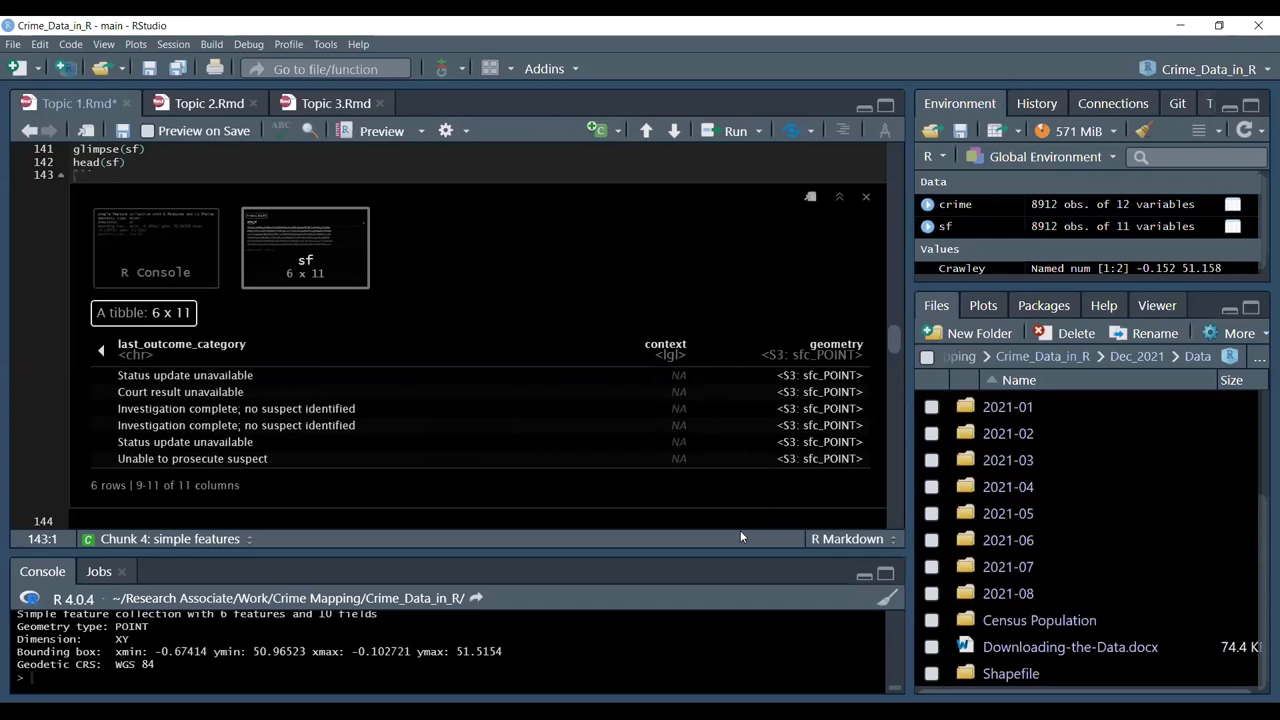 Crime_Data_in_R - main - RStudio
File Edit Code View Plots Session Build Debug Profile Tools Help
Go to file/function Addins Crime_Data_in_R
Topic 1.Rmd* Topic 2.Rmd Topic 3.Rmd
Preview on Save ABC Preview Run
141 glimpse(sf)
142 head(sf)
143 ```
R Console
sf
6 x 11
A tibble: 6 x 11
last_outcome_category context geometry
<chr> <lgl> <S3: sfc_POINT>
Status update unavailable NA <S3: sfc_POINT>
Court result unavailable NA <S3: sfc_POINT>
Investigation complete; no suspect identified NA <S3: sfc_POINT>
Investigation complete; no suspect identified NA <S3: sfc_POINT>
Status update unavailable NA <S3: sfc_POINT>
Unable to prosecute suspect NA <S3: sfc_POINT>
6 rows | 9-11 of 11 columns
144
143:1 Chunk 4: simple features R Markdown
Console Jobs
R 4.0.4 · ~/Research Associate/Work/Crime Mapping/Crime_Data_in_R/
Simple feature collection with 6 features and 10 fields
Geometry type: POINT
Dimension: XY
Bounding box: xmin: -0.67414 ymin: 50.96523 xmax: -0.102721 ymax: 51.5154
Geodetic CRS: WGS 84
>
Environment History Connections Git T
571 MiB
R Global Environment
Data
crime 8912 obs. of 12 variables
sf 8912 obs. of 11 variables
Values
Crawley Named num [1:2] -0.152 51.158
Files Plots Packages Help Viewer
New Folder Delete Rename More
pping Crime_Data_in_R Dec_2021 Data ...
Name Size
2021-01
2021-02
2021-03
2021-04
2021-05
2021-06
2021-07
2021-08
Census Population
Downloading-the-Data.docx 74.4 K
Shapefile